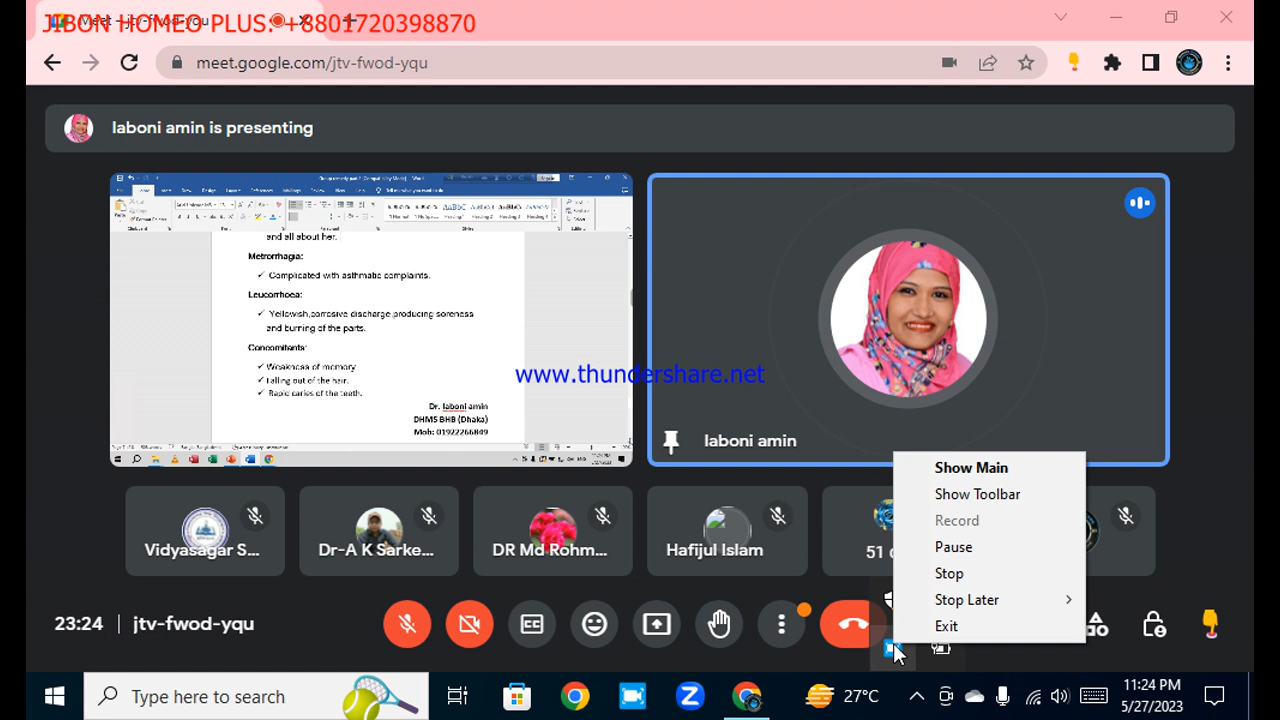 JIBON HOMEO PLUS: +8801720398870
meet.google.com/jtv-fwod-yqu
laboni amin is presenting
and all about her.
Metrorrhagia:
✓ Complicated with asthmatic complaints.
Leucorrhoea:
✓ Yellowish,corrosive discharge,producing soreness
and burning of the parts.
Concomitants:
✓ Weakness of memory
✓ Falling out of the hair.
✓ Rapid caries of the teeth.
Dr. laboni amin
DHMS BHB (Dhaka)
Mob: 01922266849
www.thundershare.net
laboni amin
Show Main
Show Toolbar
Record
Pause
Stop
Stop Later
Exit
Vidyasagar S...
Dr-A K Sarke...
DR Md Rohm...
Hafijul Islam
51
23:24 | jtv-fwod-yqu
Type here to search
27°C
11:24 PM
5/27/2023